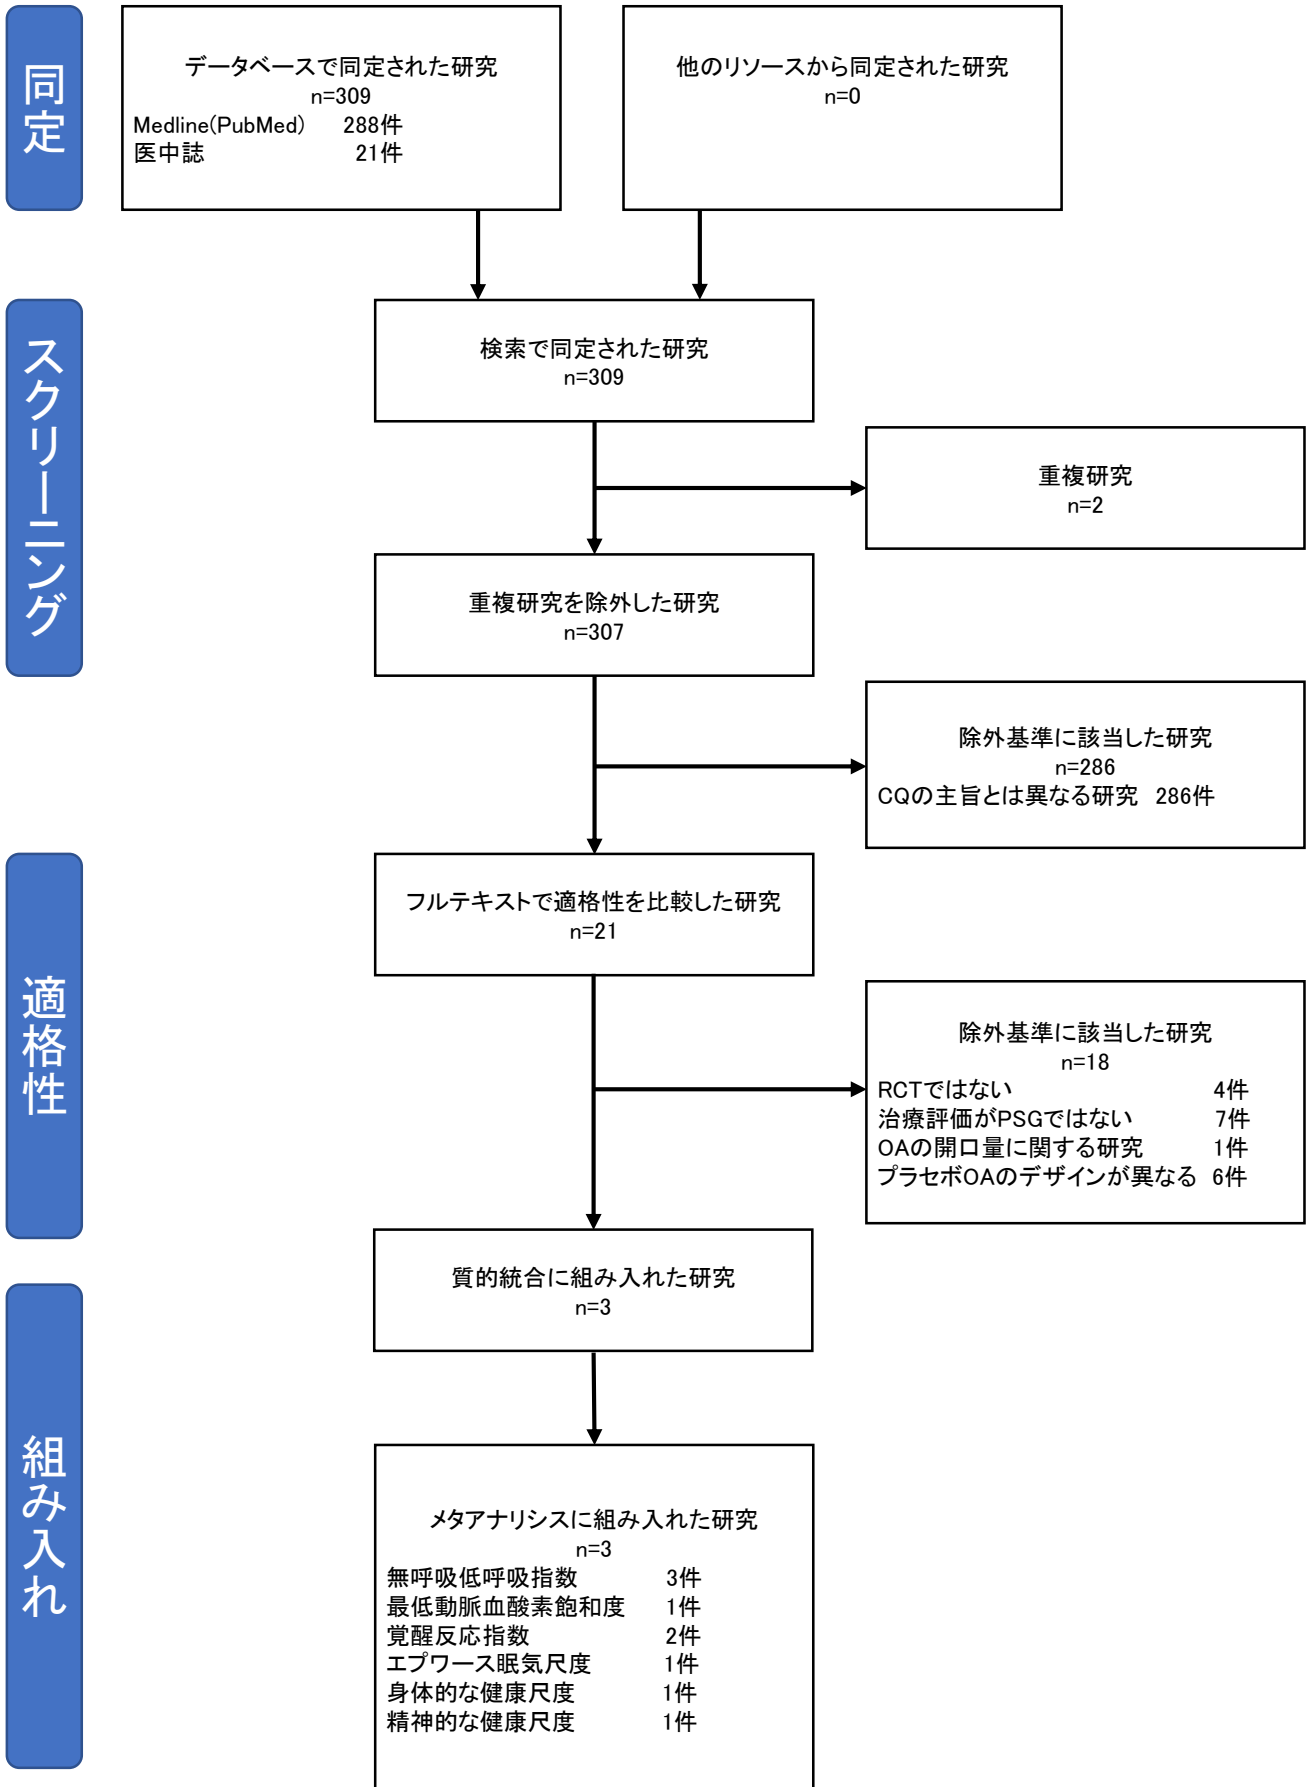 同定
データベースで同定された研究
n=309
Medline(PubMed) 288件
医中誌 21件
他のリソースから同定された研究
n=0
スクリーニング
検索で同定された研究
n=309
重複研究
n=2
重複研究を除外した研究
n=307
除外基準に該当した研究
n=286
CQの主旨とは異なる研究 286件
適格性
フルテキストで適格性を比較した研究
n=21
除外基準に該当した研究
n=18
RCTではない 4件
治療評価がPSGではない 7件
OAの開口量に関する研究 1件
プラセボOAのデザインが異なる 6件
質的統合に組み入れた研究
n=3
組み入れ
メタアナリシスに組み入れた研究
n=3
無呼吸低呼吸指数 3件
最低動脈血酸素飽和度 1件
覚醒反応指数 2件
エプワース眠気尺度 1件
身体的な健康尺度 1件
精神的な健康尺度 1件